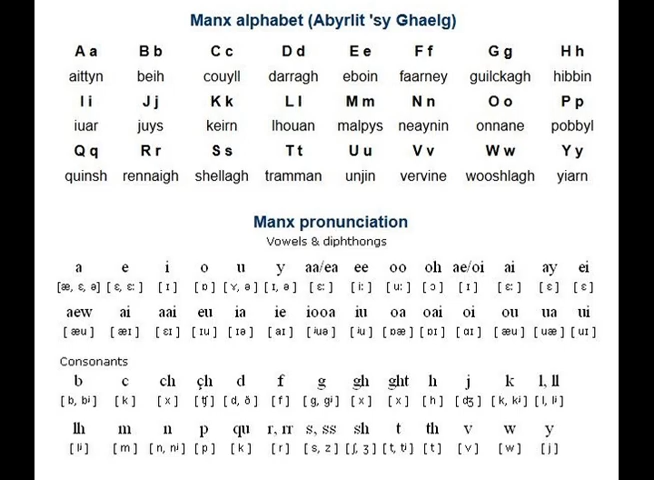 Manx alphabet (Abyrlit 'sy Ghaelg)
A a B b C c D d E e F f G g H h
aittyn beih couyll darragh eboin faarney guilckagh hibbin
I i J j K k L l M m N n O o P p
iuar juys keirn lhouan malpys neaynin onnane pobbyl
Q q R r S s T t U u V v W w Y y
quinsh rennaigh shellagh tramman unjin vervine wooshlagh yiarn
Manx pronunciation
Vowels & diphthongs
a e i o u y aa/ea ee oo oh ae/oi ai ay ei
[æ, ɛ, ə] [ɛ, ɛː] [ɪ] [ɒ] [ʏ, ə] [ɪ, ə] [ɛː] [iː] [uː] [ɔ] [ɪ] [ɛː] [ɛ] [ɛ]
aew ai aai eu ia ie iooa iu oa oai oi ou ua ui
[æu] [æɪ] [ɛɪ] [ɪu] [ɪə] [aɪ] [ɨuə] [ɨu] [ɒæ] [ɒɪ] [ɑɪ] [æu] [uæ] [uɪ]
Consonants
b c ch çh d f g gh ght h j k l, ll
[b, bʲ] [k] [x] [ʧ] [d, ð] [f] [g, gʲ] [x] [x] [h] [ʤ] [k, kʲ] [l, lʲ]
lh m n p qu r, rr s, ss sh t th v w y
[lʲ] [m] [n, nʲ] [p] [k] [r] [s, z] [ʃ, ʒ] [t, tʲ] [t] [v] [w] [j]